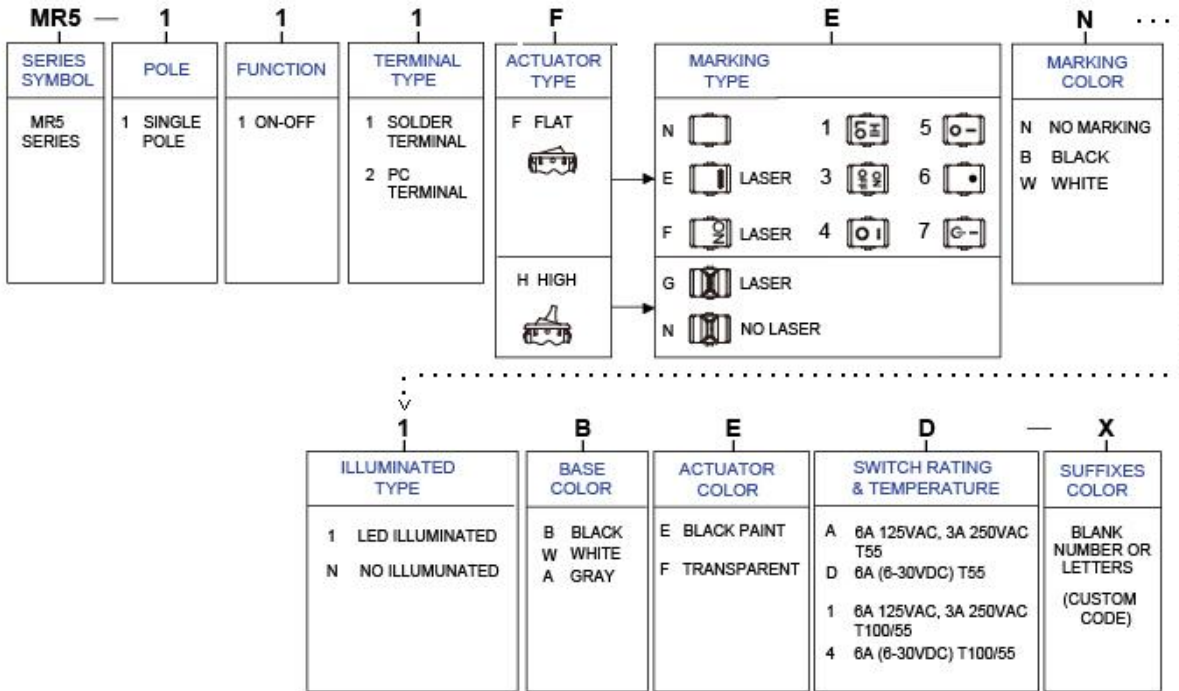 MR5 — 1 1 1 F E N ...
SERIES SYMBOL
MR5 SERIES
POLE
1 SINGLE POLE
FUNCTION
1 ON-OFF
TERMINAL TYPE
1 SOLDER TERMINAL
2 PC TERMINAL
ACTUATOR TYPE
F FLAT
H HIGH
MARKING TYPE
N
E LASER
F ON LASER
1
3 OFF ON
4 O I
5 O –
6 •
7
G LASER
N NO LASER
MARKING COLOR
N NO MARKING
B BLACK
W WHITE
1 B E D — X
ILLUMINATED TYPE
1 LED ILLUMINATED
N NO ILLUMUNATED
BASE COLOR
B BLACK
W WHITE
A GRAY
ACTUATOR COLOR
E BLACK PAINT
F TRANSPARENT
SWITCH RATING & TEMPERATURE
A 6A 125VAC, 3A 250VAC T55
D 6A (6-30VDC) T55
1 6A 125VAC, 3A 250VAC T100/55
4 6A (6-30VDC) T100/55
SUFFIXES COLOR
BLANK NUMBER OR LETTERS
(CUSTOM CODE)